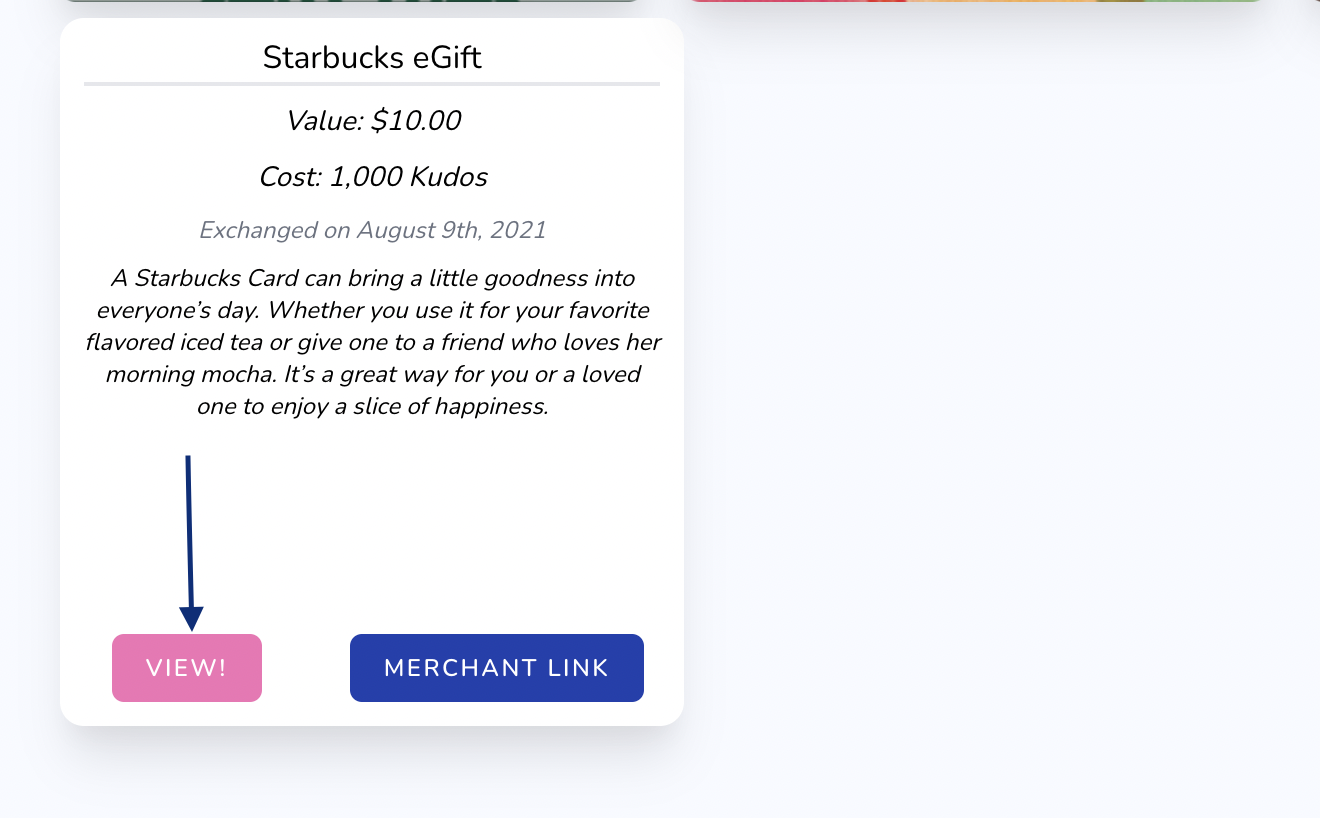 Starbucks eGift
Value: $10.00
Cost: 1,000 Kudos
Exchanged on August 9th, 2021
A Starbucks Card can bring a little goodness into
everyone’s day. Whether you use it for your favorite
flavored iced tea or give one to a friend who loves her
morning mocha. It’s a great way for you or a loved
one to enjoy a slice of happiness.
VIEW! MERCHANT LINK